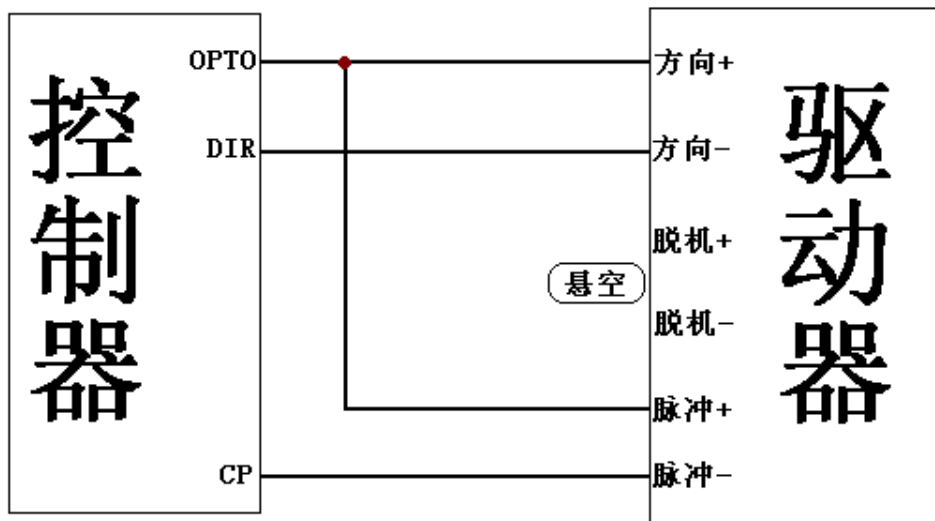 控制器
OPTO
DIR
CP
悬空
方向+
方向-
脱机+
脱机-
脉冲+
脉冲-
驱动器